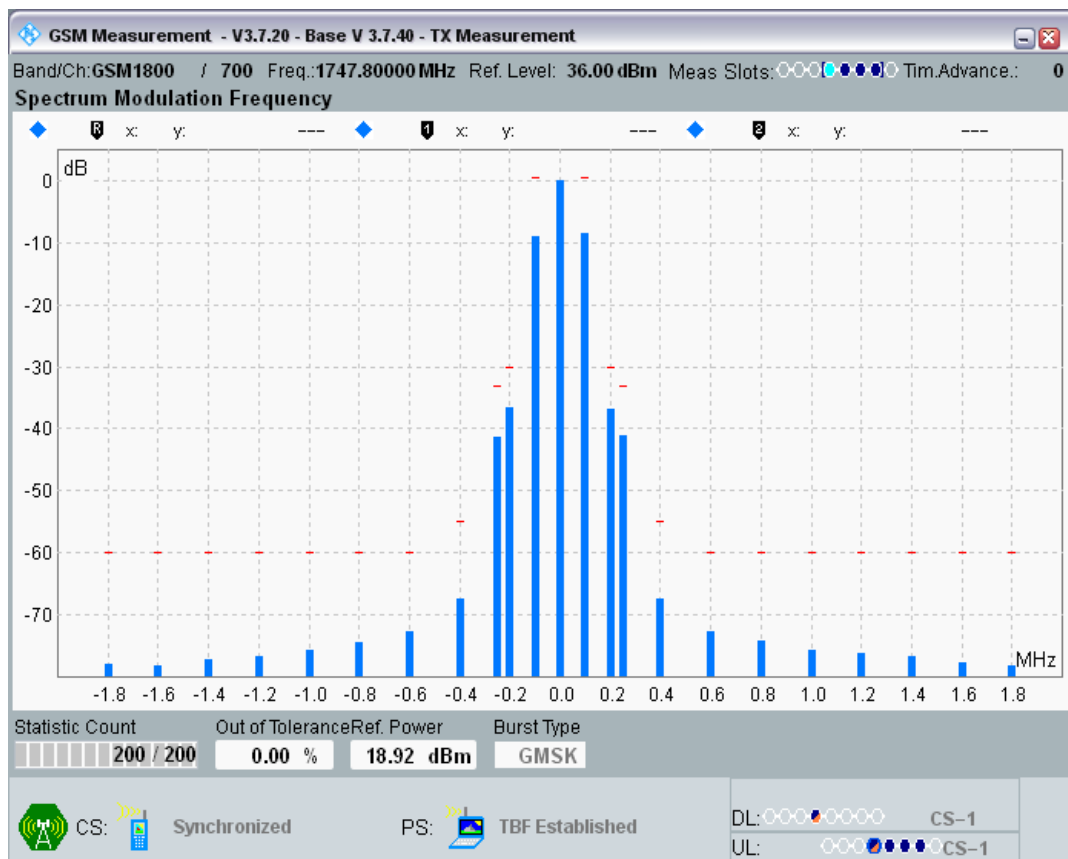 GSM Measurement - V3.7.20 - Base V 3.7.40 - TX Measurement
Band/Ch:GSM1800 / 700 Freq.:1747.80000 MHz Ref. Level: 36.00 dBm Meas Slots: Tim.Advance.: 0
Spectrum Modulation Frequency
R x: y: --- 1 x: y: --- 2 x: y: ---
dB
0
-10
-20
-30
-40
-50
-60
-70
MHz
-1.8 -1.6 -1.4 -1.2 -1.0 -0.8 -0.6 -0.4 -0.2 0.0 0.2 0.4 0.6 0.8 1.0 1.2 1.4 1.6 1.8
Statistic Count Out of Tolerance Ref. Power Burst Type
200 / 200 0.00 % 18.92 dBm GMSK
CS: Synchronized PS: TBF Established DL: CS-1
UL: CS-1